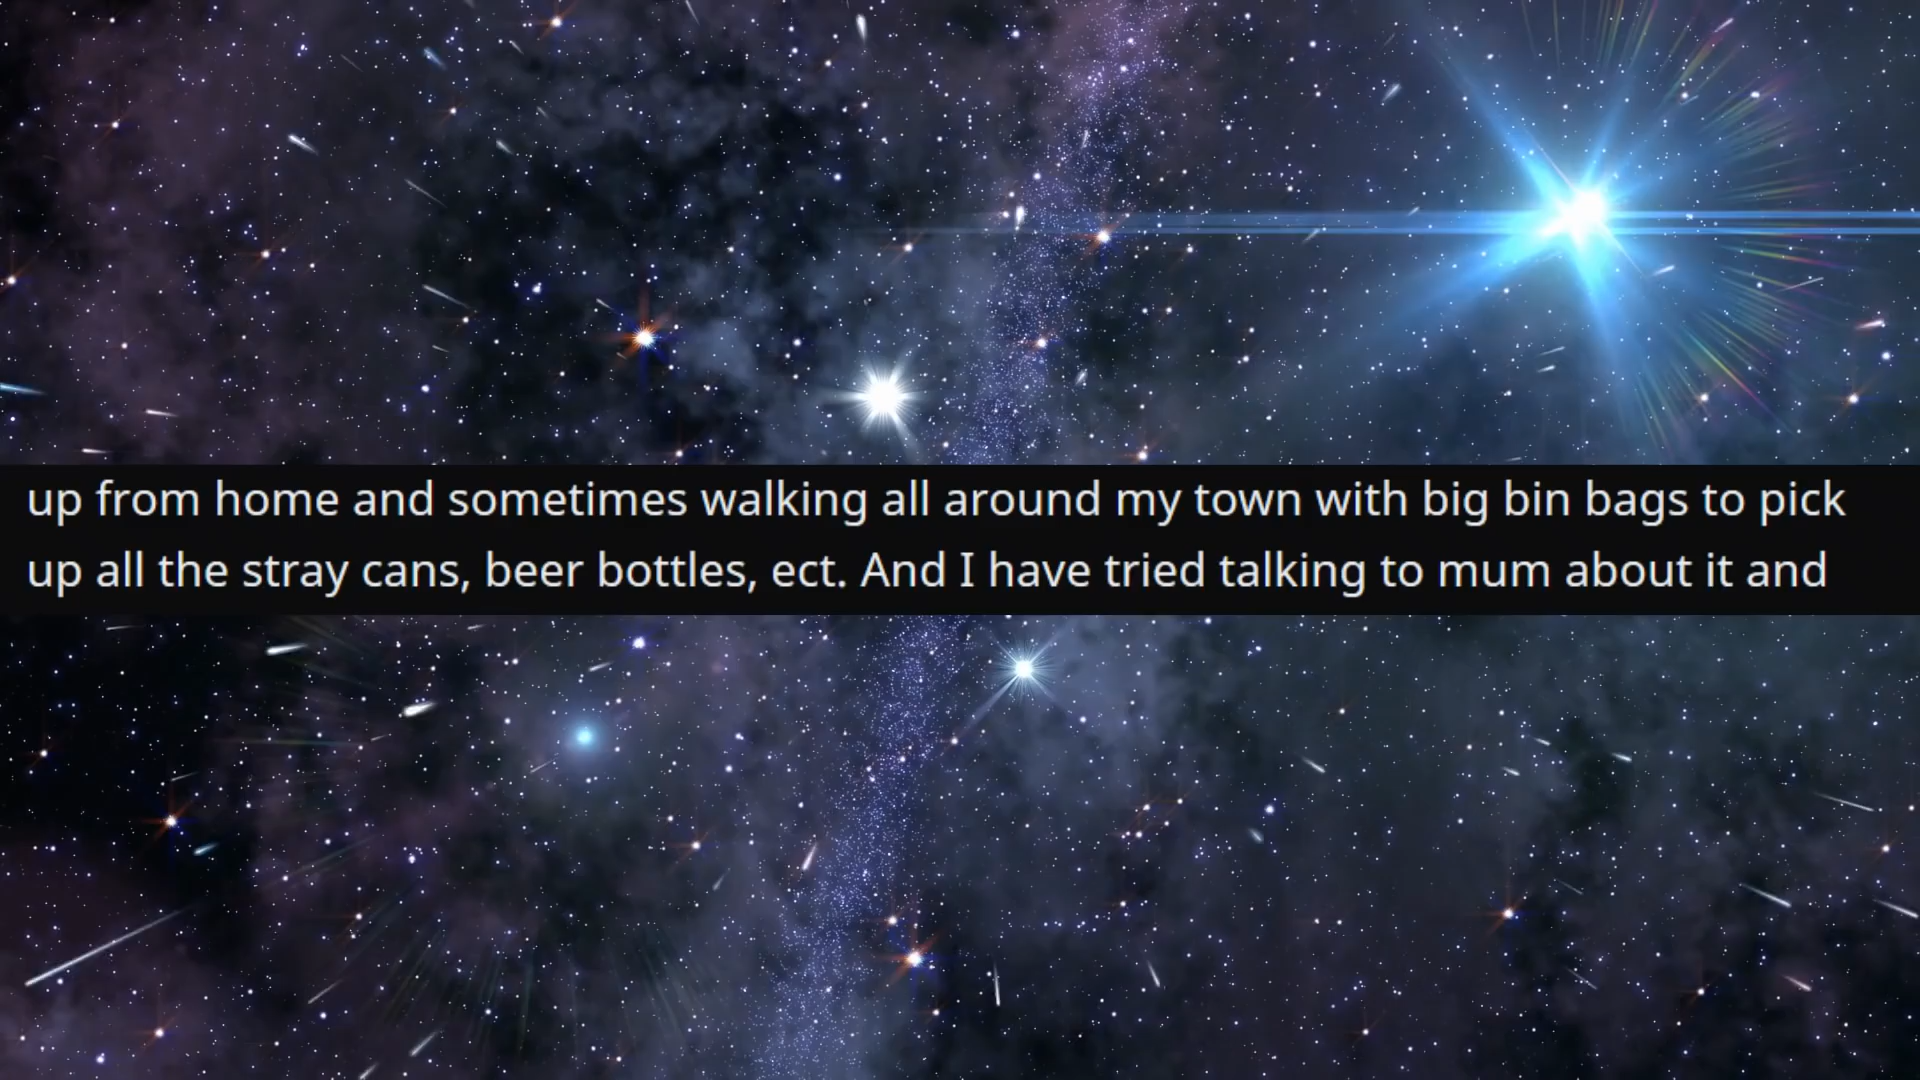 up from home and sometimes walking all around my town with big bin bags to pick
up all the stray cans, beer bottles, ect. And I have tried talking to mum about it and